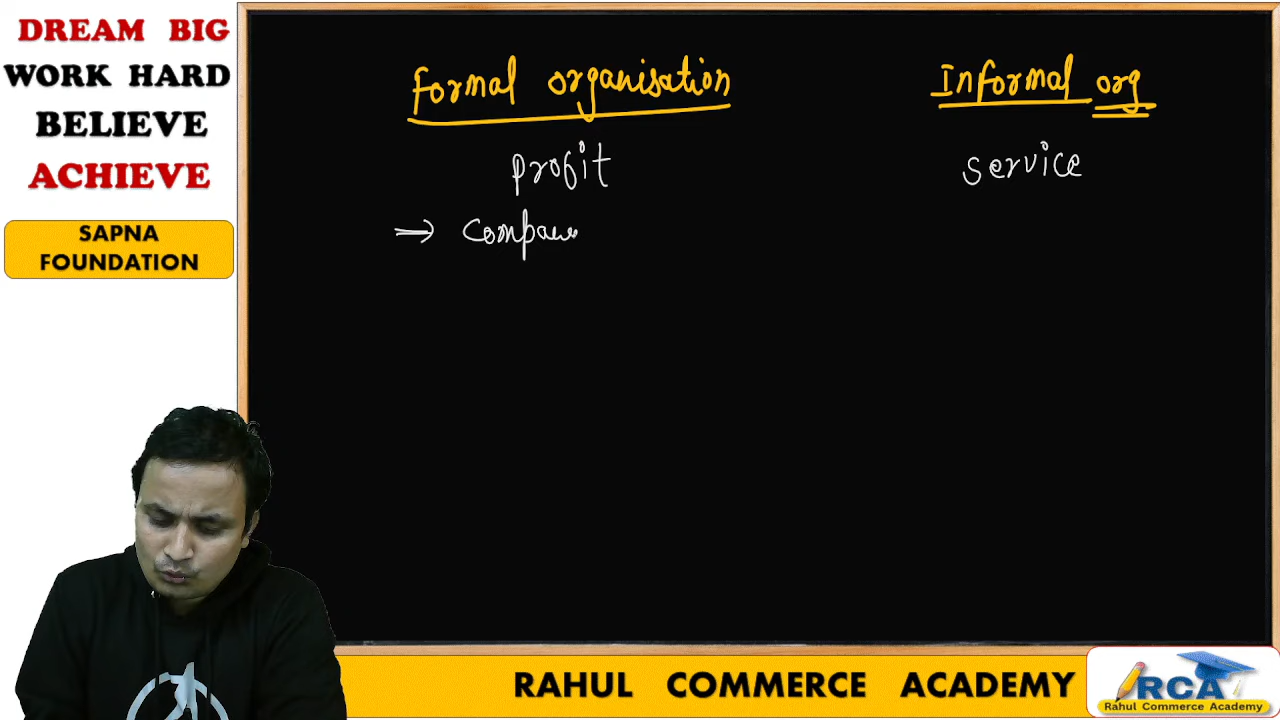 DREAM BIG
WORK HARD
BELIEVE
ACHIEVE
SAPNA
FOUNDATION
Formal organisation
Informal org
profit
service
⇒
RAHUL COMMERCE ACADEMY
RCA
Rahul Commerce Academy